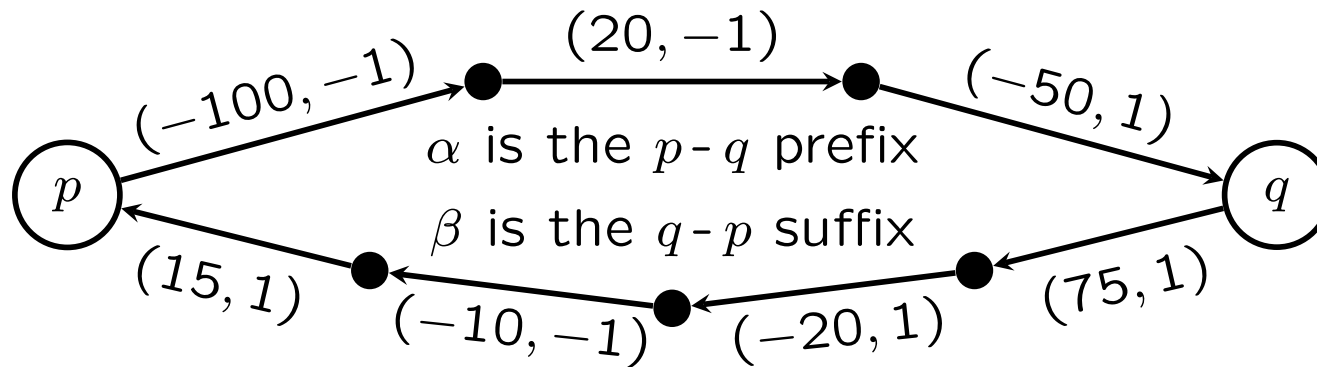 (−100, −1)
(20, −1)
(−50, 1)
α is the p - q prefix
p
q
β is the q - p suffix
(15, 1)
(−10, −1)
(−20, 1)
(75, 1)